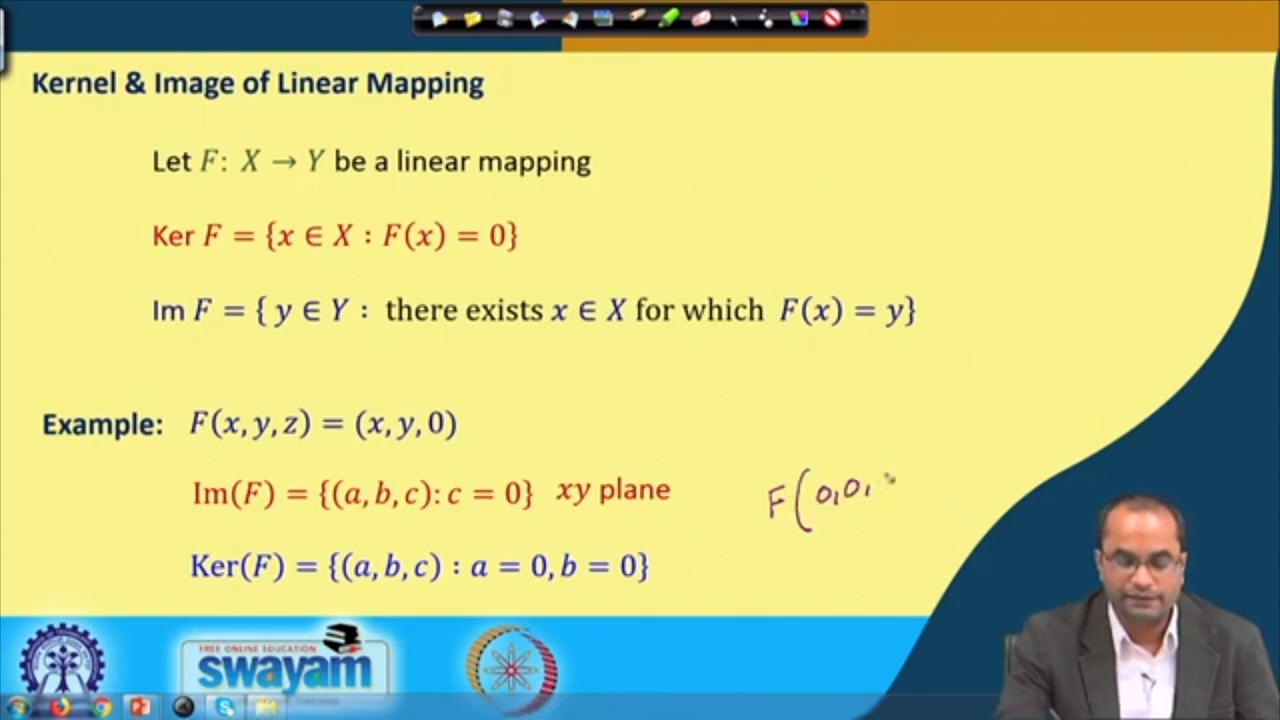 Kernel & Image of Linear Mapping
Let F: X → Y be a linear mapping
Ker F = {x ∈ X : F(x) = 0}
Im F = { y ∈ Y : there exists x ∈ X for which F(x) = y}
Example: F(x, y, z) = (x, y, 0)
Im(F) = {(a, b, c): c = 0} xy plane
F(0,0,
Ker(F) = {(a, b, c) : a = 0, b = 0}
FREE ONLINE EDUCATION
swayam